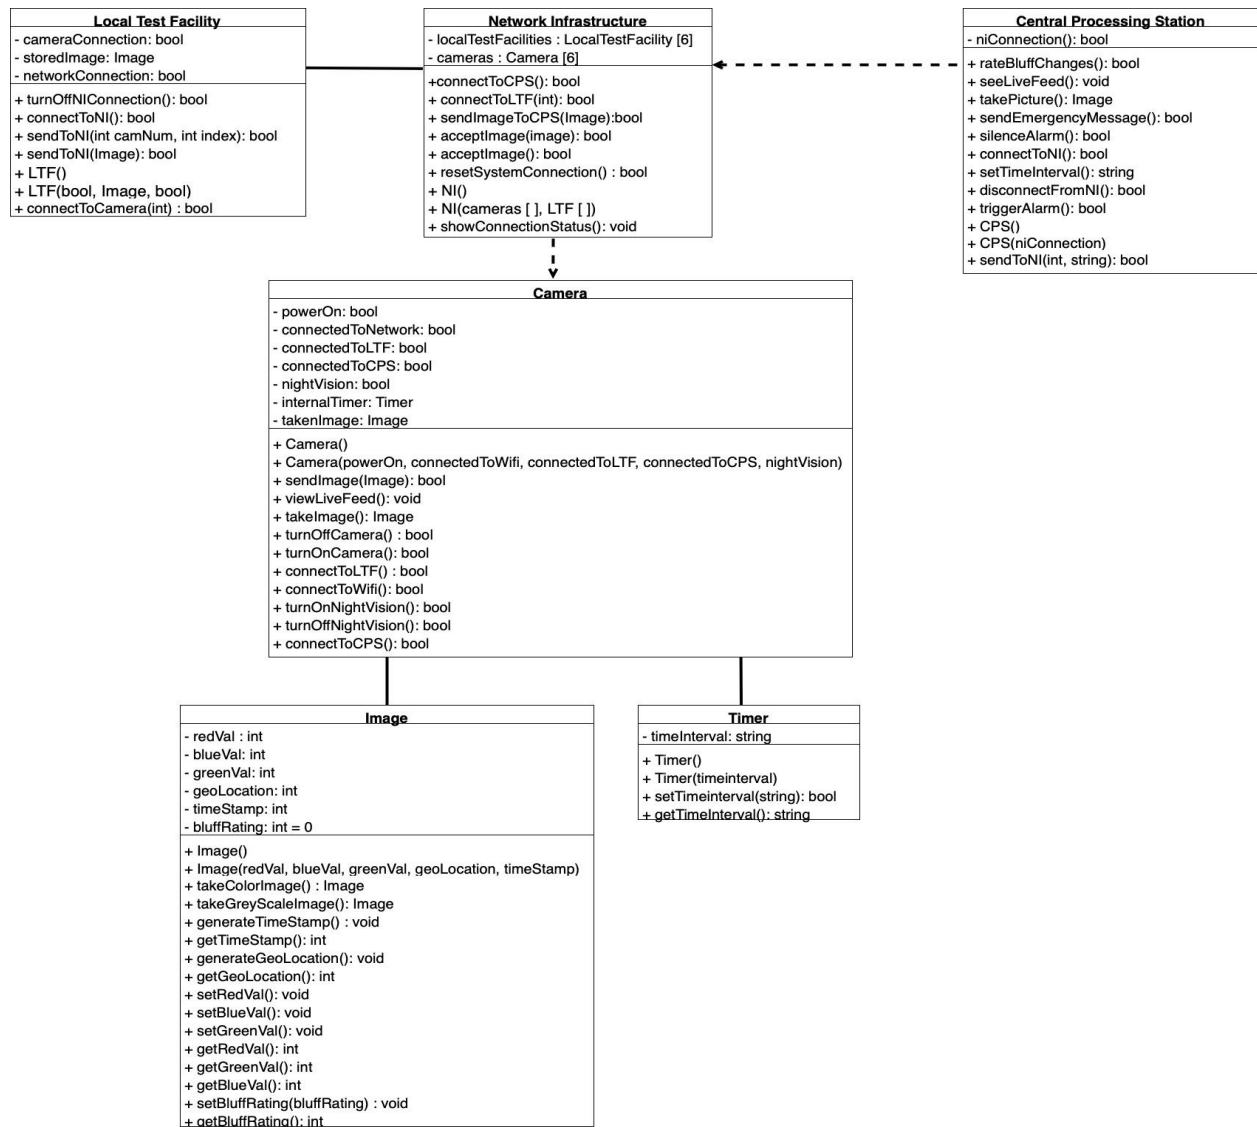 Local Test Facility
- cameraConnection: bool
- storedImage: Image
- networkConnection: bool
+ turnOffNIConnection(): bool
+ connectToNI(): bool
+ sendToNI(int camNum, int index): bool
+ sendToNI(Image): bool
+ LTF()
+ LTF(bool, Image, bool)
+ connectToCamera(int) : bool
Network Infrastructure
- localTestFacilities : LocalTestFacility [6]
- cameras : Camera [6]
+connectToCPS(): bool
+ connectToLTF(int): bool
+ sendImageToCPS(Image):bool
+ acceptImage(image): bool
+ acceptImage(): bool
+ resetSystemConnection() : bool
+ NI()
+ NI(cameras [ ], LTF [ ])
+ showConnectionStatus(): void
Central Processing Station
- niConnection(): bool
+ rateBluffChanges(): bool
+ seeLiveFeed(): void
+ takePicture(): Image
+ sendEmergencyMessage(): bool
+ silenceAlarm(): bool
+ connectToNI(): bool
+ setTimeInterval(): string
+ disconnectFromNI(): bool
+ triggerAlarm(): bool
+ CPS()
+ CPS(niConnection)
+ sendToNI(int, string): bool
Camera
- powerOn: bool
- connectedToNetwork: bool
- connectedToLTF: bool
- connectedToCPS: bool
- nightVision: bool
- internalTimer: Timer
- takenImage: Image
+ Camera()
+ Camera(powerOn, connectedToWifi, connectedToLTF, connectedToCPS, nightVision)
+ sendImage(Image): bool
+ viewLiveFeed(): void
+ takeImage(): Image
+ turnOffCamera() : bool
+ turnOnCamera(): bool
+ connectToLTF() : bool
+ connectToWifi(): bool
+ turnOnNightVision(): bool
+ turnOffNightVision(): bool
+ connectToCPS(): bool
Image
- redVal : int
- blueVal: int
- greenVal: int
- geoLocation: int
- timeStamp: int
- bluffRating: int = 0
+ Image()
+ Image(redVal, blueVal, greenVal, geoLocation, timeStamp)
+ takeColorImage() : Image
+ takeGreyScaleImage(): Image
+ generateTimeStamp() : void
+ getTimeStamp(): int
+ generateGeoLocation(): void
+ getGeoLocation(): int
+ setRedVal(): void
+ setBlueVal(): void
+ setGreenVal(): void
+ getRedVal(): int
+ getGreenVal(): int
+ getBlueVal(): int
+ setBluffRating(bluffRating) : void
+ getBluffRating(): int
Timer
- timeInterval: string
+ Timer()
+ Timer(timeinterval)
+ setTimeinterval(string): bool
+ getTimeInterval(): string